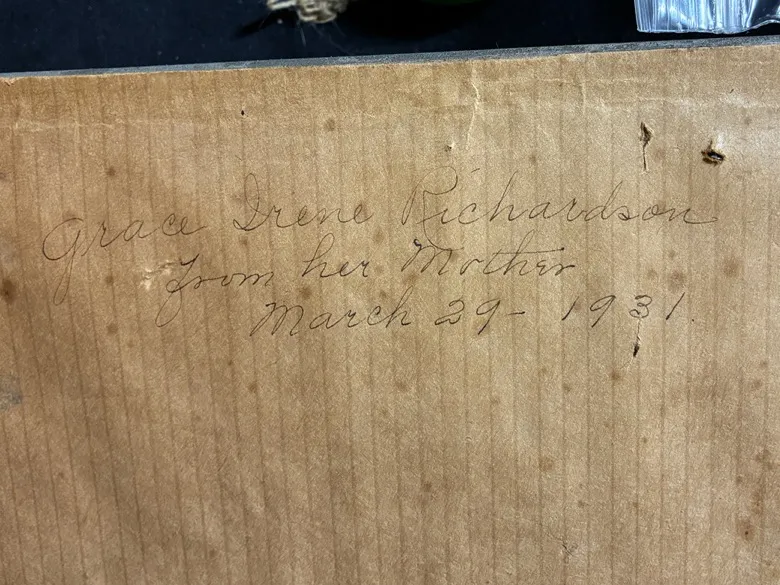 Grace Irene Richardson
from her Mother
March 29 - 1931.